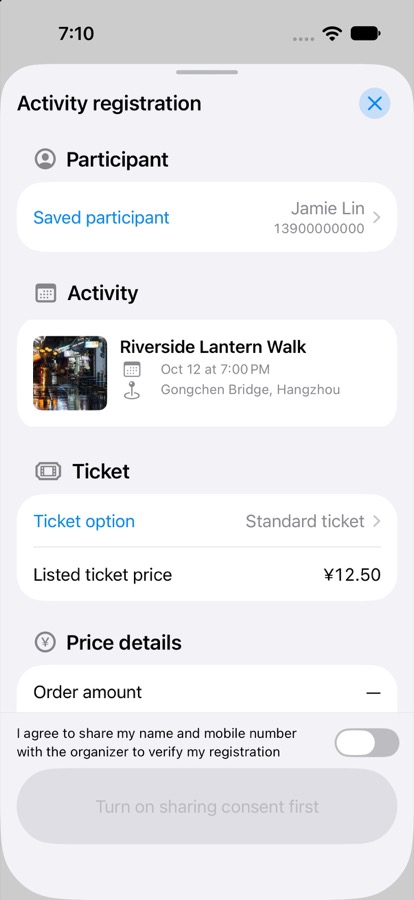 7:10
Activity registration
Participant
Saved participant
Jamie Lin
13900000000
Activity
Riverside Lantern Walk
Oct 12 at 7:00 PM
Gongchen Bridge, Hangzhou
Ticket
Ticket option
Standard ticket
Listed ticket price
¥12.50
Price details
Order amount
—
I agree to share my name and mobile number
with the organizer to verify my registration
Turn on sharing consent first